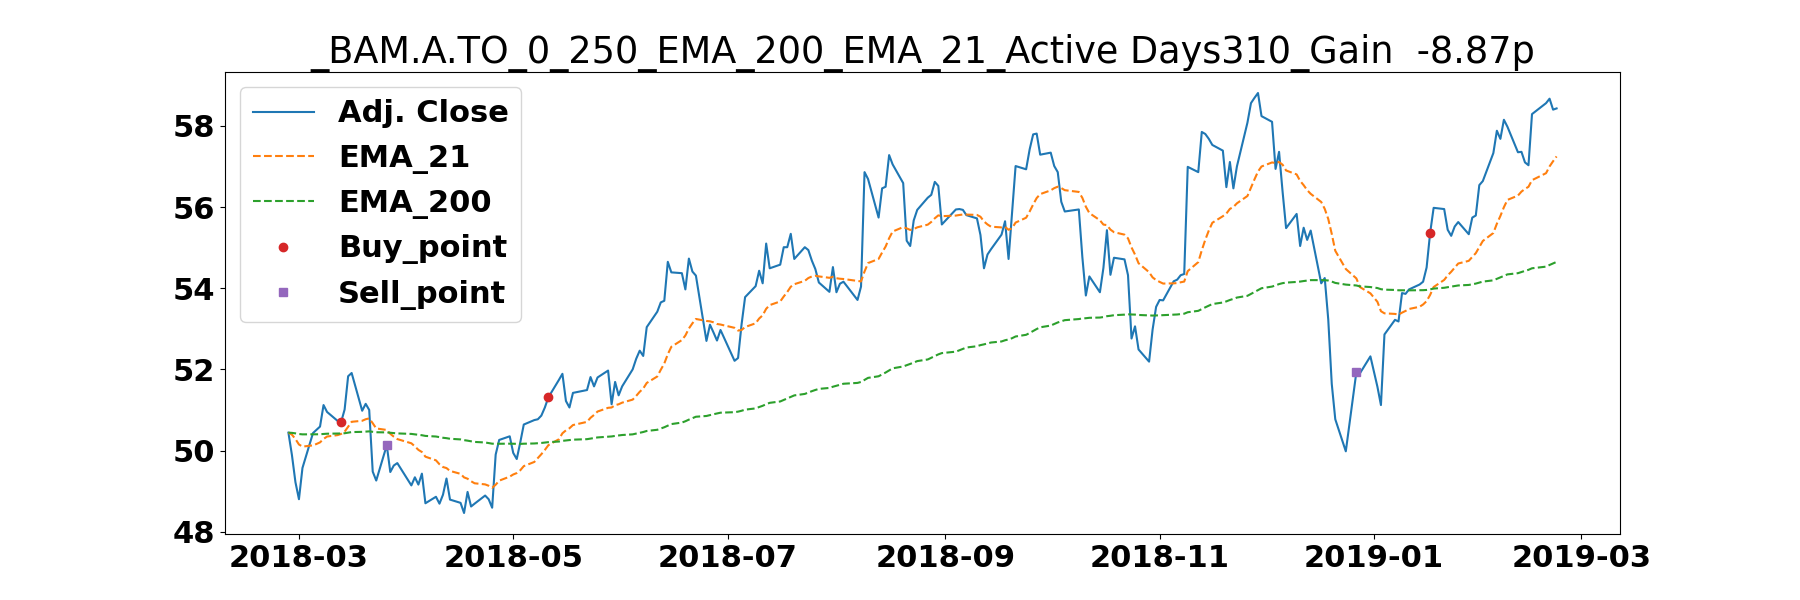 _BAM.A.TO_0_250_EMA_200_EMA_21_Active Days310_Gain  -8.87p
Adj. Close
EMA_21
EMA_200
Buy_point
Sell_point
58
56
54
52
50
48
2018-03 2018-05 2018-07 2018-09 2018-11 2019-01 2019-03